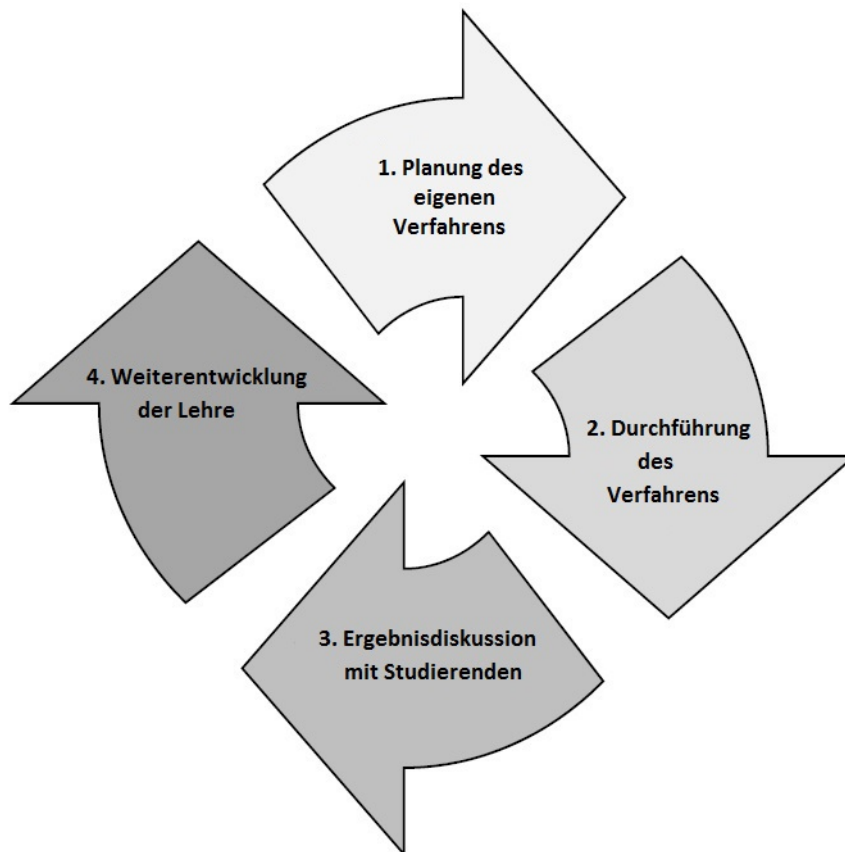 1. Planung des
eigenen
Verfahrens
2. Durchführung
des
Verfahrens
3. Ergebnisdiskussion
mit Studierenden
4. Weiterentwicklung
der Lehre